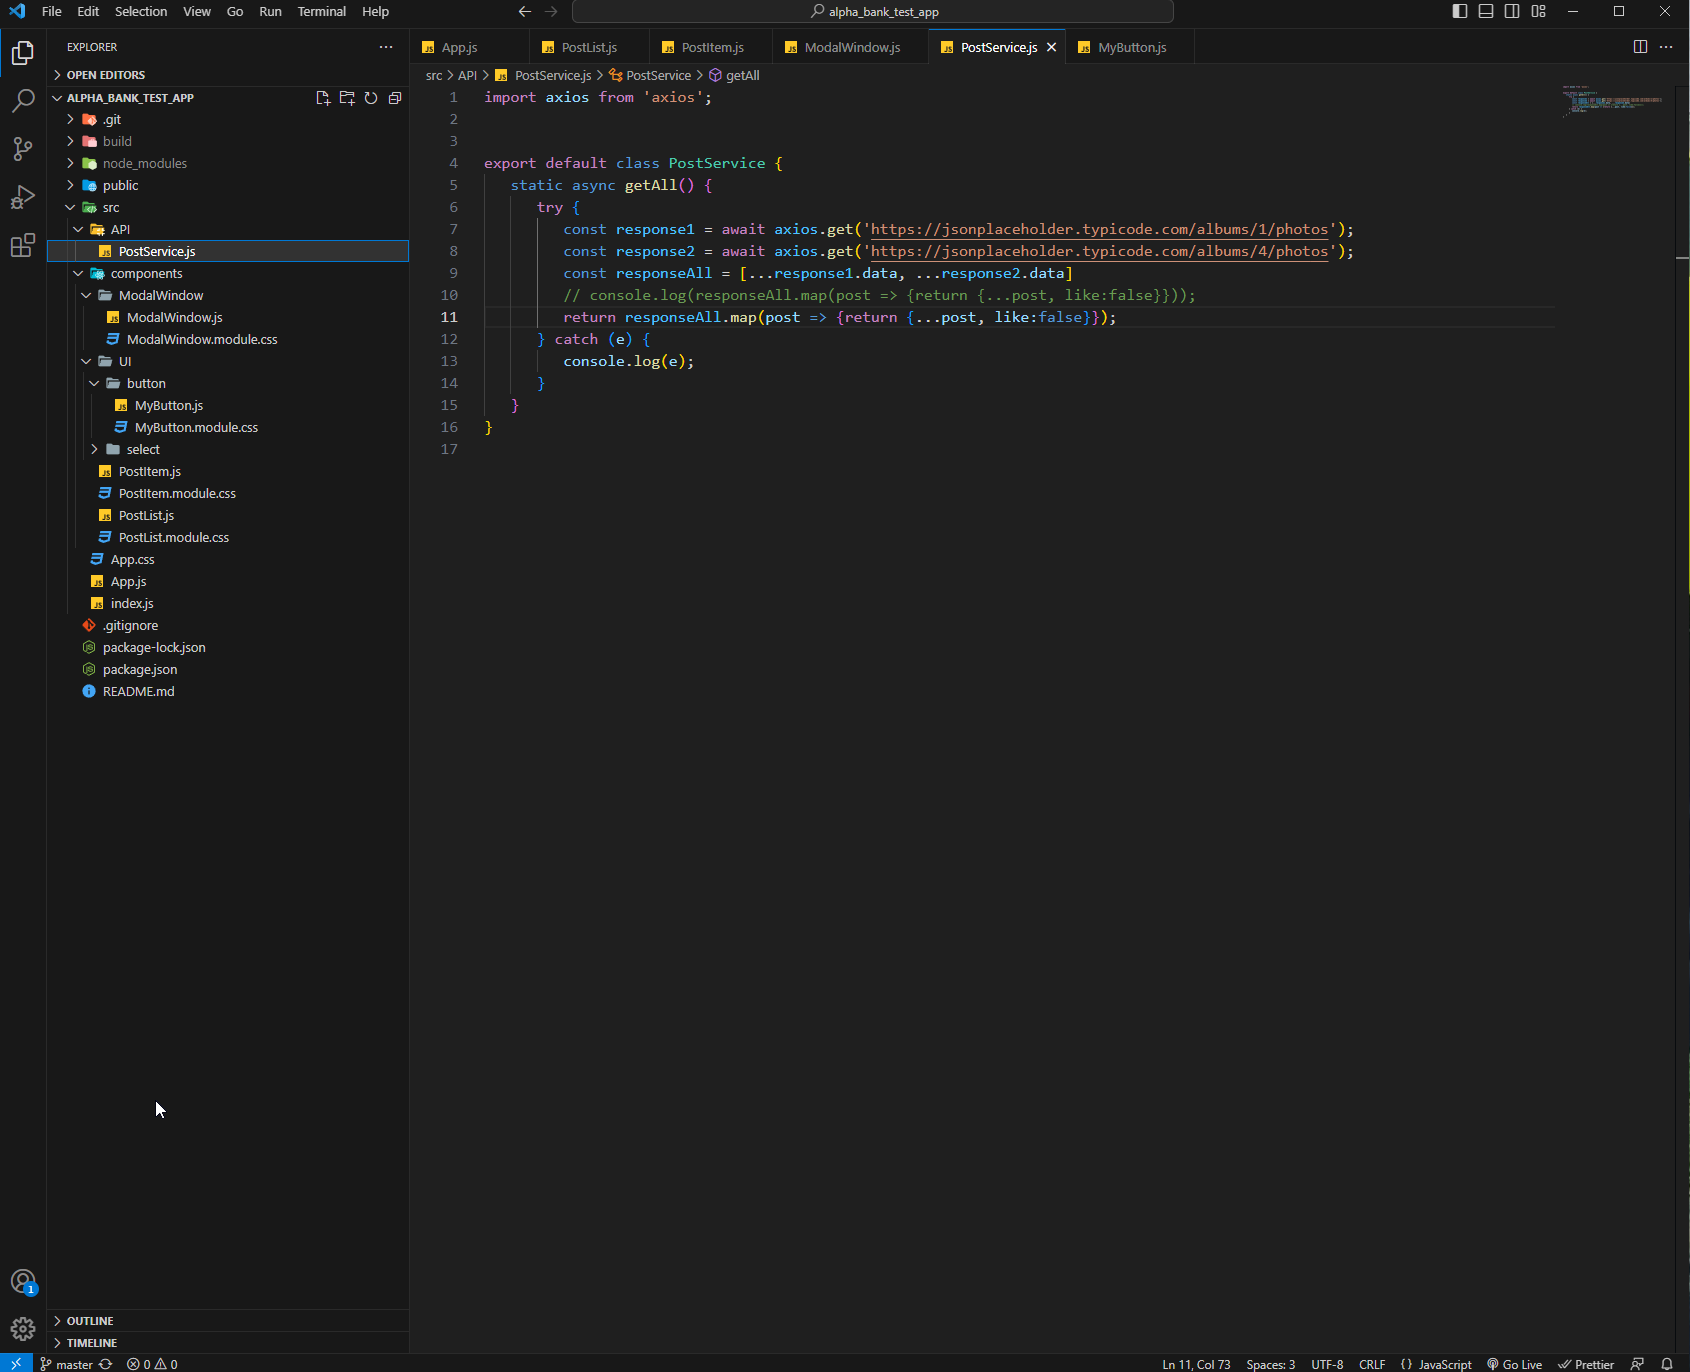 File Edit Selection View Go Run Terminal Help
alpha_bank_test_app
EXPLORER
OPEN EDITORS
ALPHA_BANK_TEST_APP
.git
build
node_modules
public
src
API
PostService.js
components
ModalWindow
ModalWindow.js
ModalWindow.module.css
UI
button
MyButton.js
MyButton.module.css
select
PostItem.js
PostItem.module.css
PostList.js
PostList.module.css
App.css
App.js
index.js
.gitignore
package-lock.json
package.json
README.md
OUTLINE
TIMELINE
App.js PostList.js PostItem.js ModalWindow.js PostService.js MyButton.js
src > API > PostService.js > PostService > getAll
1 import axios from 'axios';
2
3
4 export default class PostService {
5 static async getAll() {
6 try {
7 const response1 = await axios.get('https://jsonplaceholder.typicode.com/albums/1/photos');
8 const response2 = await axios.get('https://jsonplaceholder.typicode.com/albums/4/photos');
9 const responseAll = [...response1.data, ...response2.data]
10 // console.log(responseAll.map(post => {return {...post, like:false}}));
11 return responseAll.map(post => {return {...post, like:false}});
12 } catch (e) {
13 console.log(e);
14 }
15 }
16 }
17
1
master 0 0 Ln 11, Col 73 Spaces: 3 UTF-8 CRLF {} JavaScript Go Live Prettier